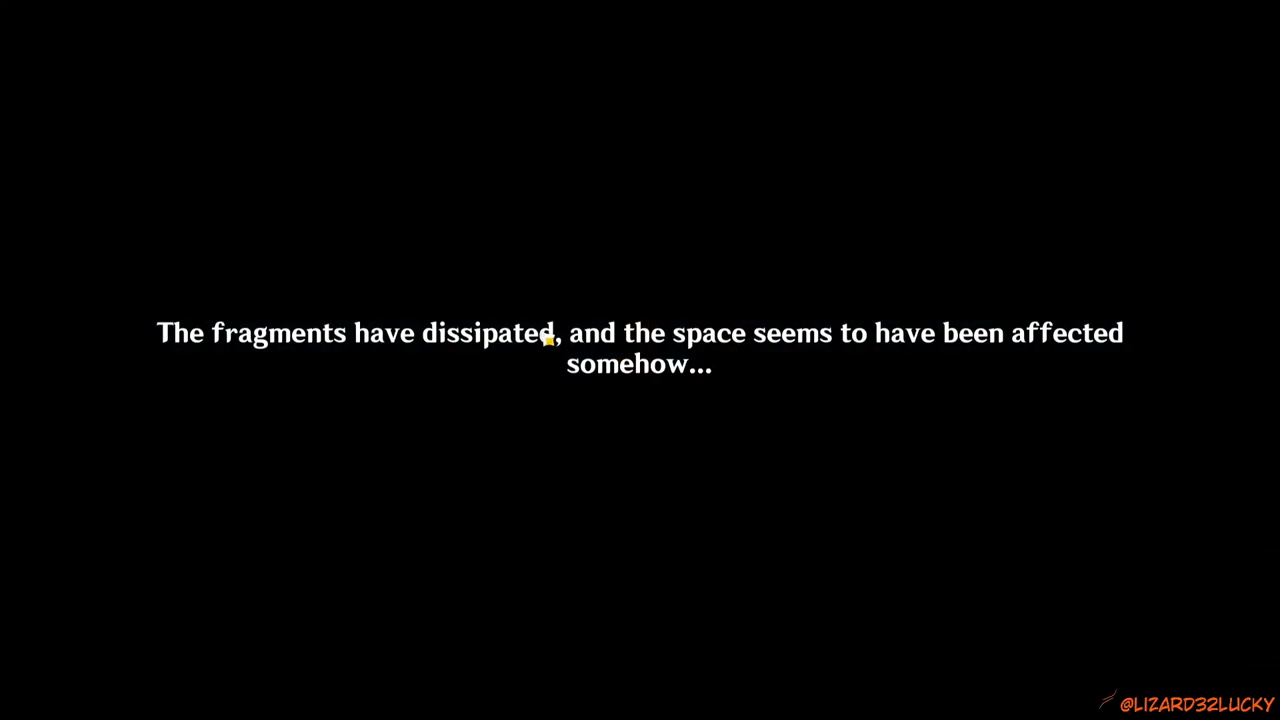 The fragments have dissipated, and the space seems to have been affected
somehow...
@LIZARD32LUCKY